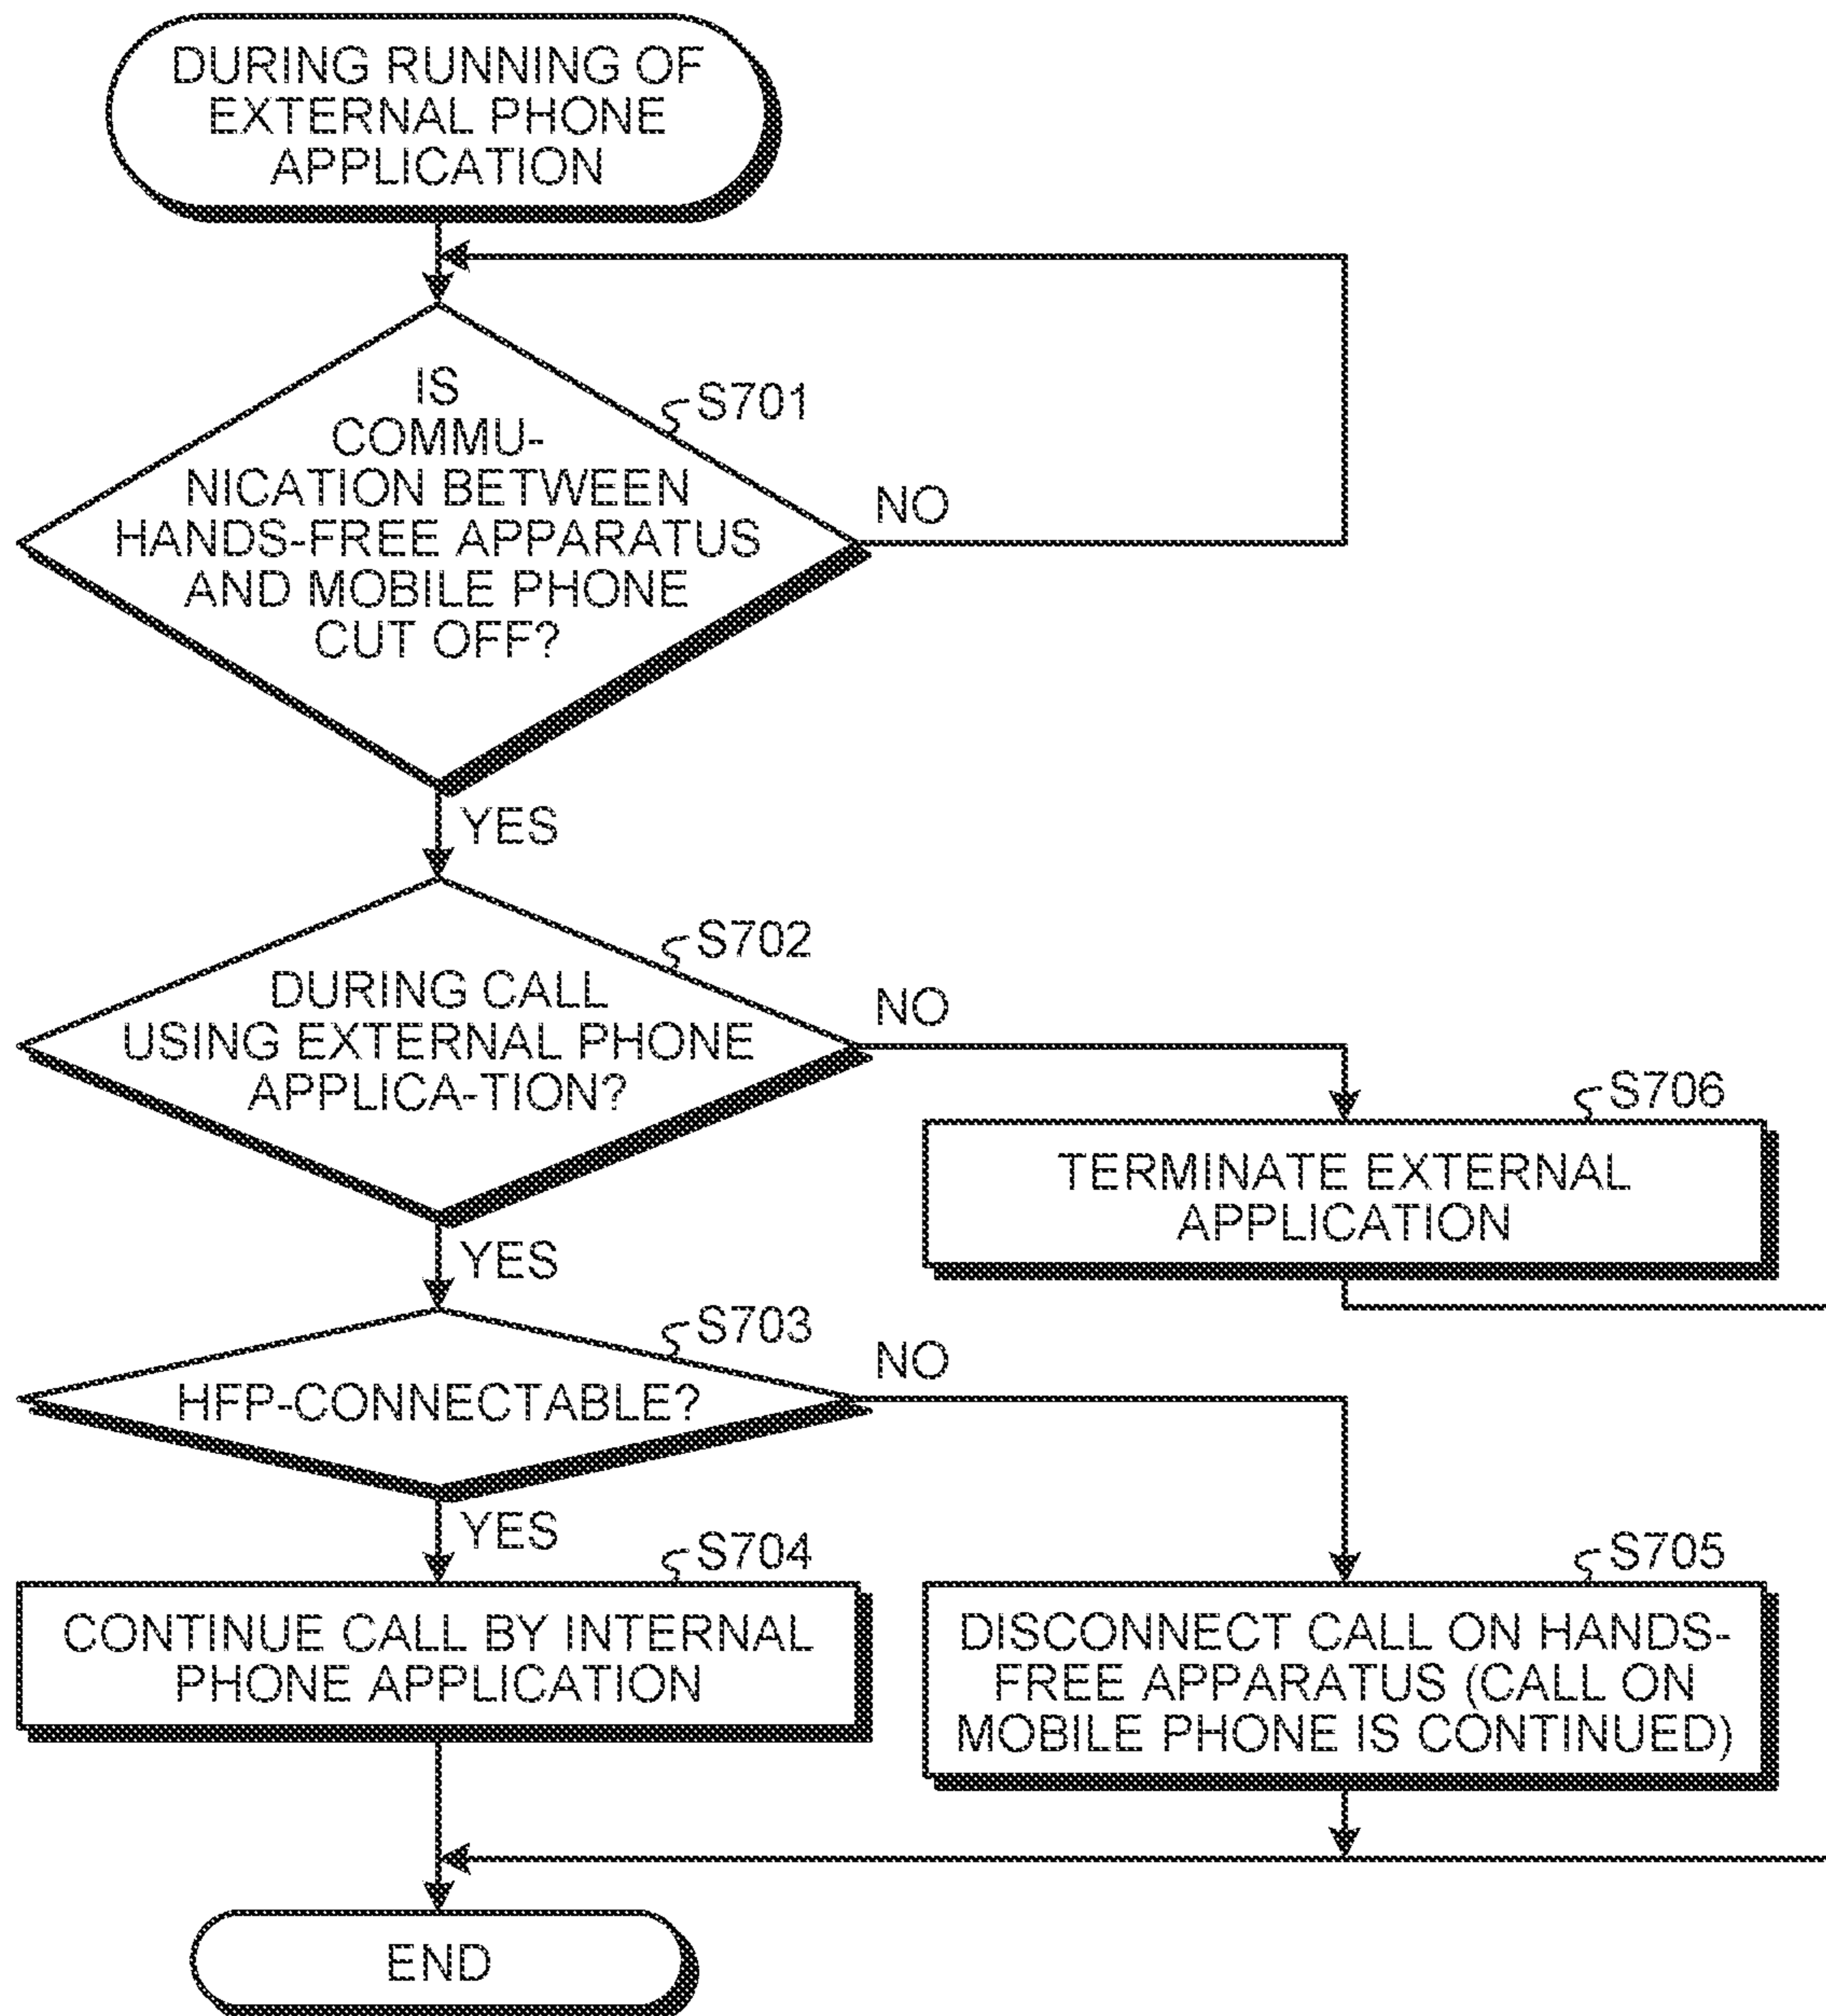 DURING RUNNING OF
EXTERNAL PHONE
APPLICATION
IS
COMMU-
NICATION BETWEEN
HANDS-FREE APPARATUS
AND MOBILE PHONE
CUT OFF?
S701
NO
YES
DURING CALL
USING EXTERNAL PHONE
APPLICA-TION?
S702
NO
YES
S706
TERMINATE EXTERNAL
APPLICATION
HFP-CONNECTABLE?
S703
NO
YES
S704
CONTINUE CALL BY INTERNAL
PHONE APPLICATION
S705
DISCONNECT CALL ON HANDS-
FREE APPARATUS (CALL ON
MOBILE PHONE IS CONTINUED)
END